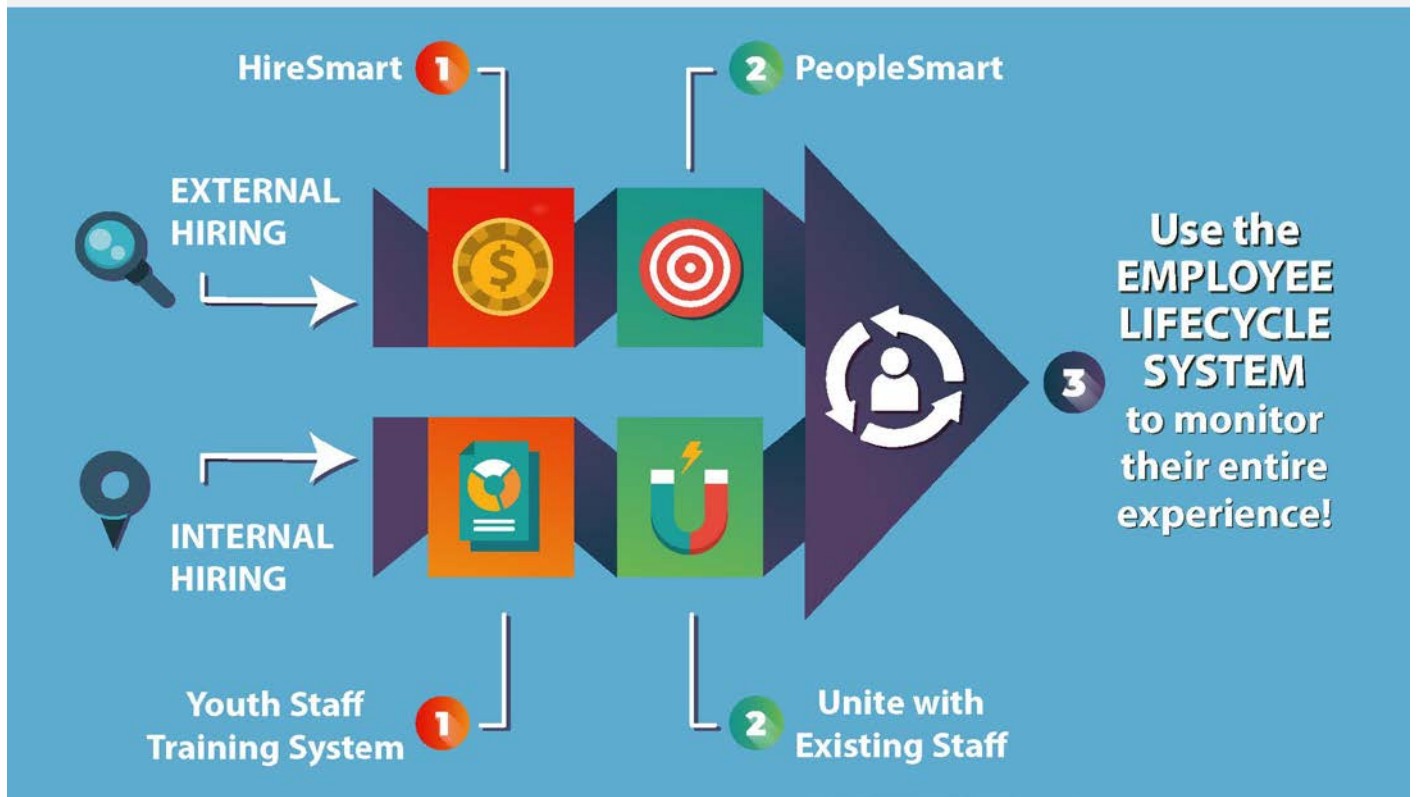 HireSmart 1
2 PeopleSmart
EXTERNAL
HIRING
$
Use the
EMPLOYEE
LIFECYCLE
SYSTEM
to monitor
their entire
experience!
3
INTERNAL
HIRING
Youth Staff
Training System
1
2
Unite with
Existing Staff